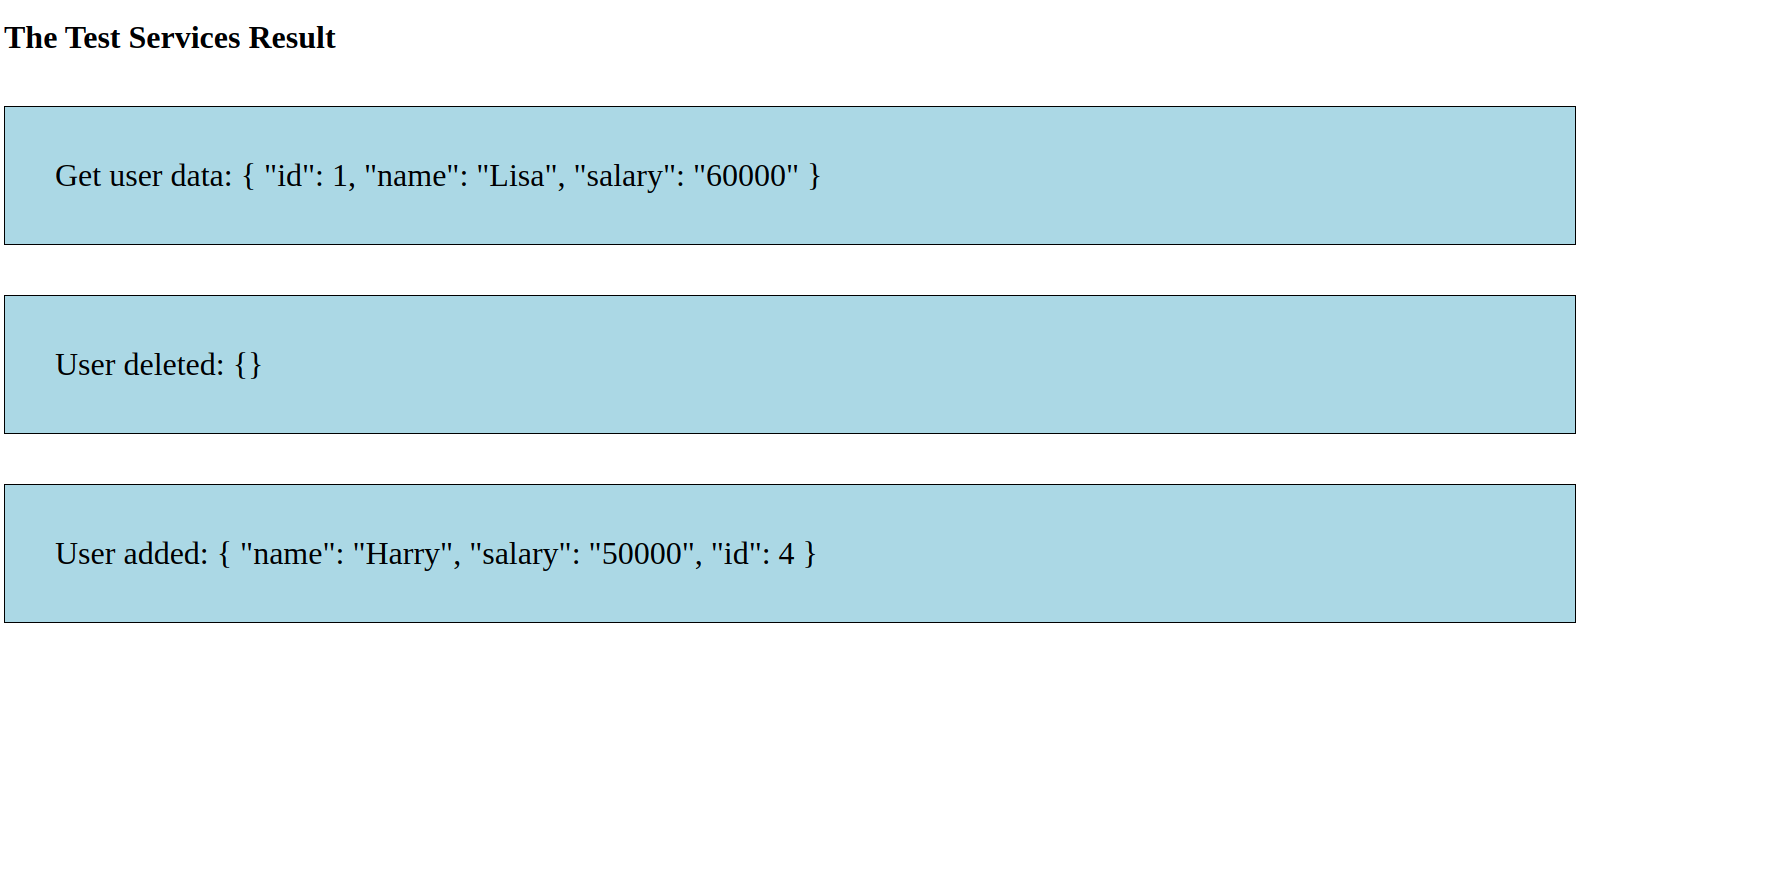 The Test Services Result
Get user data: { "id": 1, "name": "Lisa", "salary": "60000" }
User deleted: {}
User added: { "name": "Harry", "salary": "50000", "id": 4 }